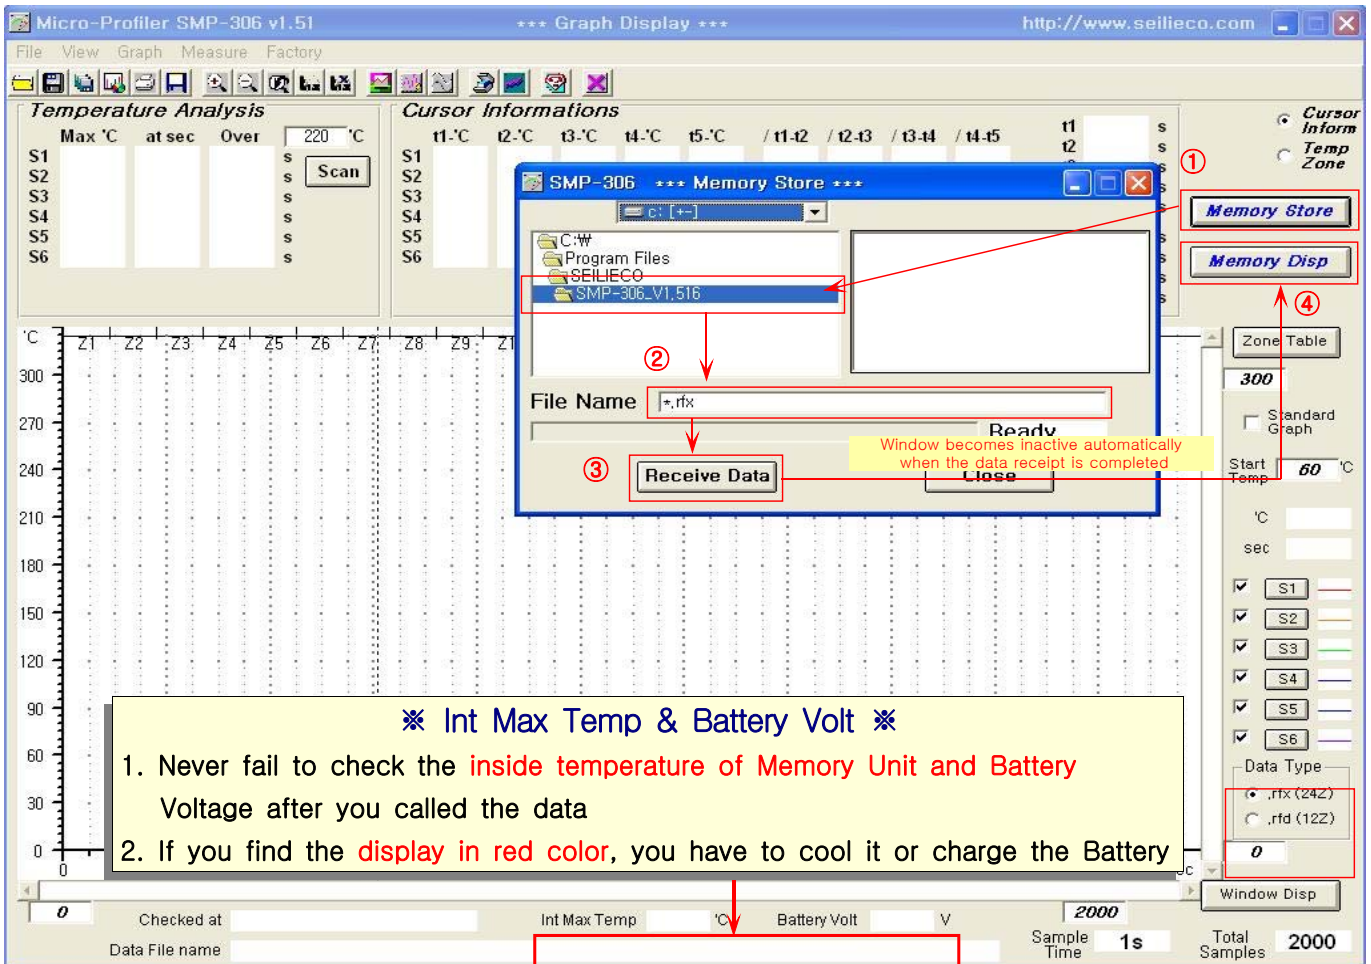 Micro-Profiler SMP-306 v1.51 *** Graph Display *** http://www.seilieco.com
File View Graph Measure Factory
Temperature Analysis
Max 'C at sec Over 220 'C
S1 s
S2 s
S3 s
S4 s
S5 s
S6 s
Scan
Cursor Informations
t1-'C t2-'C t3-'C t4-'C t5-'C / t1-t2 / t2-t3 / t3-t4 / t4-t5
S1
S2
S3
S4
S5
S6
t1 s
t2 s
s
s
s
s
s
s
Cursor Inform
Temp Zone
①
Memory Store
Memory Disp
④
SMP-306 *** Memory Store ***
c: [+-]
C:₩
Program Files
SEILIECO
SMP-306_V1,516
②
File Name *,rfx
Ready
Window becomes inactive automatically
when the data receipt is completed
③
Receive Data
Close
'C
Z1 Z2 Z3 Z4 Z5 Z6 Z7 Z8 Z9 Z1
300
270
240
210
180
150
120
90
60
30
0
0
Zone Table
300
Standard Graph
Start Temp 60 'C
'C
sec
S1
S2
S3
S4
S5
S6
Data Type
,rfx (24Z)
,rfd (12Z)
0
※ Int Max Temp & Battery Volt ※
1. Never fail to check the inside temperature of Memory Unit and Battery
Voltage after you called the data
2. If you find the display in red color, you have to cool it or charge the Battery
Window Disp
0
Checked at
Int Max Temp 'C
Battery Volt V
2000
Data File name
Sample Time 1s
Total Samples 2000